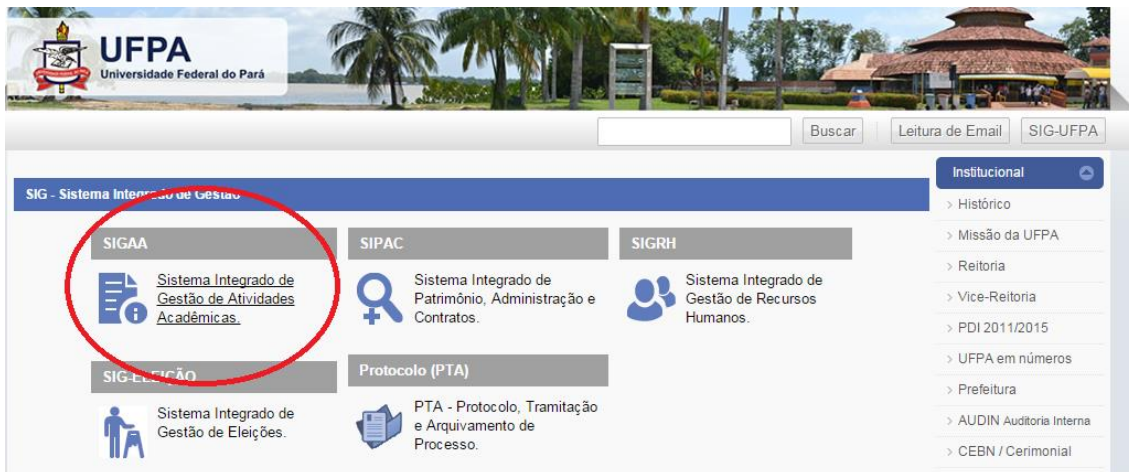 UFPA
Universidade Federal do Pará
Buscar
Leitura de Email
SIG-UFPA
SIG - Sistema Integrado de Gestão
SIGAA
Sistema Integrado de
Gestão de Atividades
Acadêmicas.
SIPAC
Sistema Integrado de
Patrimônio, Administração e
Contratos.
SIGRH
Sistema Integrado de
Gestão de Recursos
Humanos.
SIG-ELEIÇÃO
Sistema Integrado de
Gestão de Eleições.
Protocolo (PTA)
PTA - Protocolo, Tramitação
e Arquivamento de
Processo.
Institucional
> Histórico
> Missão da UFPA
> Reitoria
> Vice-Reitoria
> PDI 2011/2015
> UFPA em números
> Prefeitura
> AUDIN Auditoria Interna
> CEBN / Cerimonial